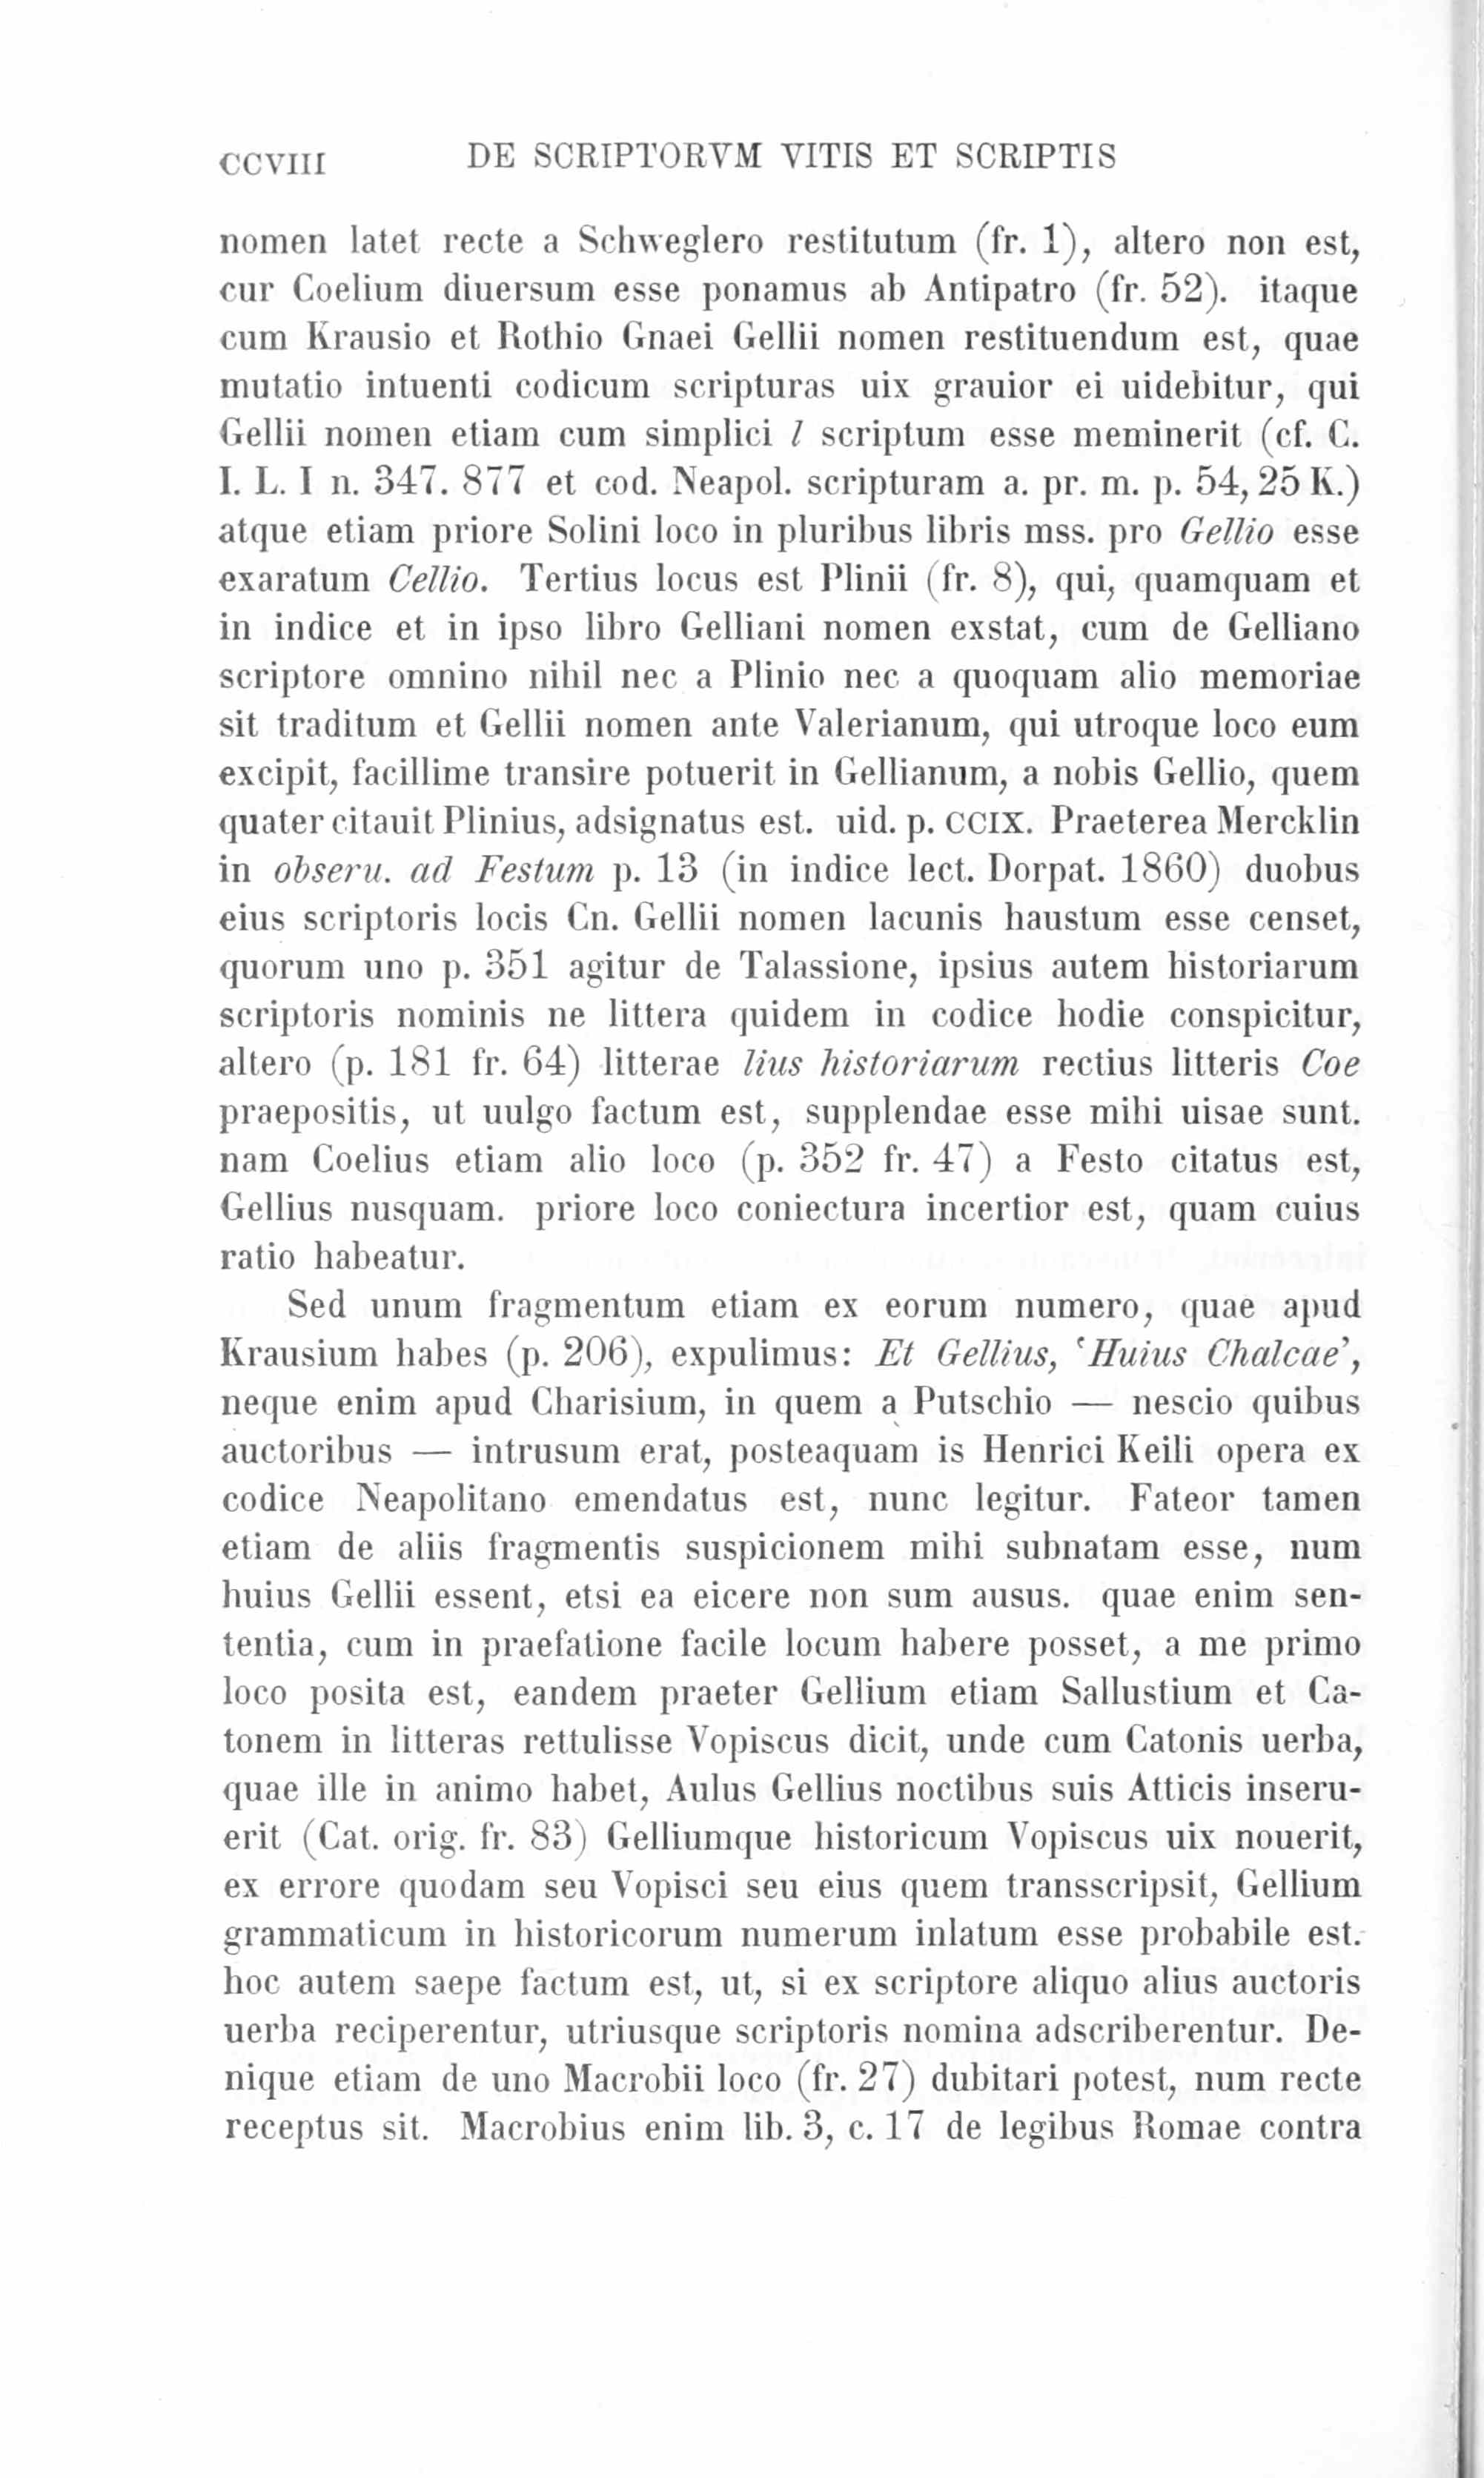 CCVIII DE SCRIPTORVM VITIS ET SCRIPTIS
nomen latet recte a Schweglero restitutum (fr. 1), altero non est,
cur Coelium diuersum esse ponamus ab Antipatro (fr. 52). itaque
cum Krausio et Rothio Gnaei Gellii nomen restituendum est, quae
mutatio intuenti codicum scripturas uix grauior ei uidebitur, qui
Gellii nomen etiam cum simplici l scriptum esse meminerit (cf. C.
I. L. I n. 347. 877 et cod. Neapol. scripturam a. pr. m. p. 54, 25 K.)
atque etiam priore Solini loco in pluribus libris mss. pro Gellio esse
exaratum Cellio. Tertius locus est Plinii (fr. 8), qui, quamquam et
in indice et in ipso libro Gelliani nomen exstat, cum de Gelliano
scriptore omnino nihil nec a Plinio nec a quoquam alio memoriae
sit traditum et Gellii nomen ante Valerianum, qui utroque loco eum
excipit, facillime transire potuerit in Gellianum, a nobis Gellio, quem
quater citauit Plinius, adsignatus est. uid. p. CCIX. Praeterea Mercklin
in obseru. ad Festum p. 13 (in indice lect. Dorpat. 1860) duobus
eius scriptoris locis Cn. Gellii nomen lacunis haustum esse censet,
quorum uno p. 351 agitur de Talassione, ipsius autem historiarum
scriptoris nominis ne littera quidem in codice hodie conspicitur,
altero (p. 181 fr. 64) litterae lius historiarum rectius litteris Coe
praepositis, ut uulgo factum est, supplendae esse mihi uisae sunt.
nam Coelius etiam alio loco (p. 352 fr. 47) a Festo citatus est,
Gellius nusquam. priore loco coniectura incertior est, quam cuius
ratio habeatur.
Sed unum fragmentum etiam ex eorum numero, quae apud
Krausium habes (p. 206), expulimus: Et Gellius, ‘Huius Chalcae’,
neque enim apud Charisium, in quem a Putschio — nescio quibus
auctoribus — intrusum erat, posteaquam is Henrici Keili opera ex
codice Neapolitano emendatus est, nunc legitur. Fateor tamen
etiam de aliis fragmentis suspicionem mihi subnatam esse, num
huius Gellii essent, etsi ea eicere non sum ausus. quae enim sen-
tentia, cum in praefatione facile locum habere posset, a me primo
loco posita est, eandem praeter Gellium etiam Sallustium et Ca-
tonem in litteras rettulisse Vopiscus dicit, unde cum Catonis uerba,
quae ille in animo habet, Aulus Gellius noctibus suis Atticis inseru-
erit (Cat. orig. fr. 83) Gelliumque historicum Vopiscus uix nouerit,
ex errore quodam seu Vopisci seu eius quem transscripsit, Gellium
grammaticum in historicorum numerum inlatum esse probabile est.
hoc autem saepe factum est, ut, si ex scriptore aliquo alius auctoris
uerba reciperentur, utriusque scriptoris nomina adscriberentur. De-
nique etiam de uno Macrobii loco (fr. 27) dubitari potest, num recte
receptus sit. Macrobius enim lib. 3, c. 17 de legibus Romae contra